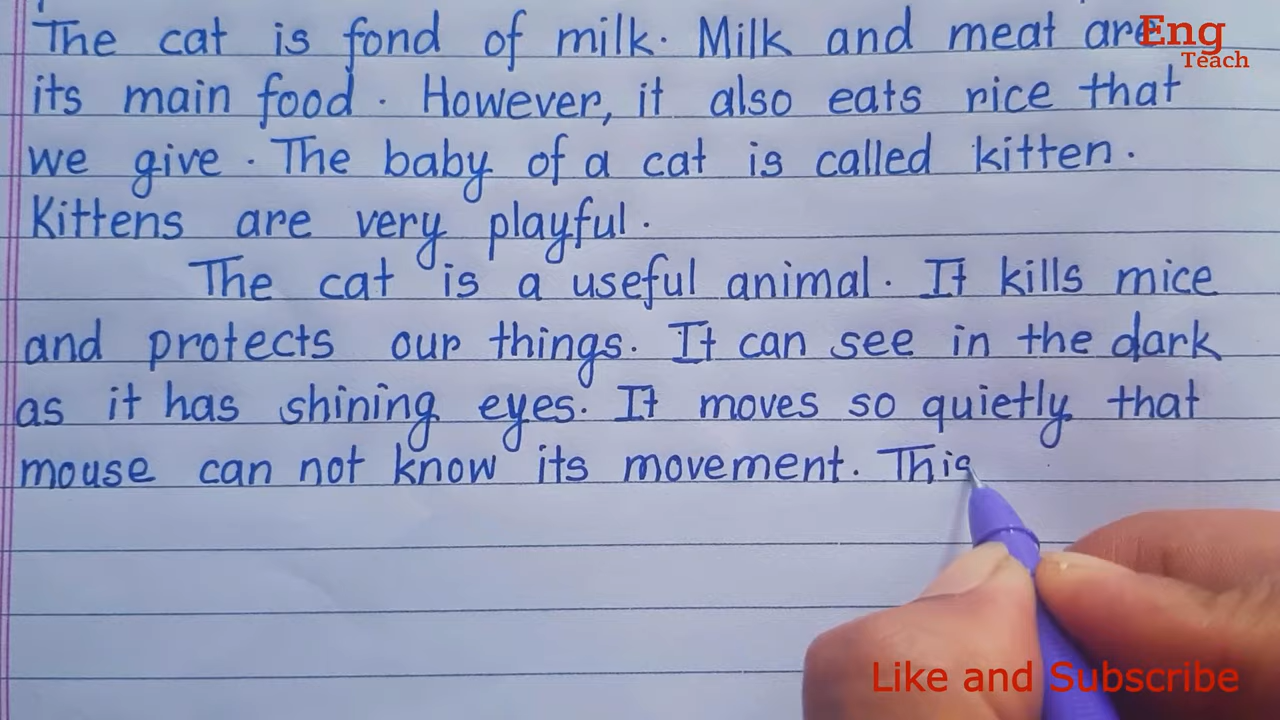 The cat is fond of milk. Milk and meat are
Eng
Teach
its main food. However, it also eats rice that
we give. The baby of a cat is called kitten.
Kittens are very playful.
The cat is a useful animal. It kills mice
and protects our things. It can see in the dark
as it has shining eyes. It moves so quietly that
mouse can not know its movement. This
Like and Subscribe